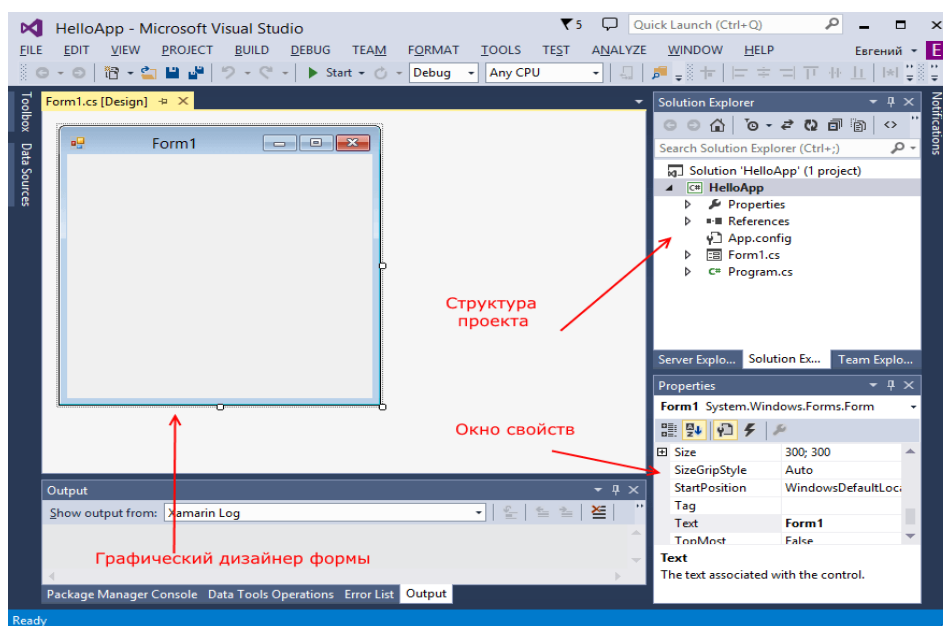 HelloApp - Microsoft Visual Studio
5
Quick Launch (Ctrl+Q)
FILE EDIT VIEW PROJECT BUILD DEBUG TEAM FORMAT TOOLS TEST ANALYZE WINDOW HELP
Евгений
E
Start
Debug
Any CPU
Toolbox
Data Sources
Form1.cs [Design]
Form1
Структура
проекта
Окно свойств
Output
Show output from: Xamarin Log
Графический дизайнер формы
Package Manager Console Data Tools Operations Error List Output
Solution Explorer
Search Solution Explorer (Ctrl+;)
Solution 'HelloApp' (1 project)
C# HelloApp
Properties
References
App.config
Form1.cs
C# Program.cs
Server Explo... Solution Ex... Team Explo...
Properties
Form1 System.Windows.Forms.Form
Size 300; 300
SizeGripStyle Auto
StartPosition WindowsDefaultLoca
Tag
Text Form1
TopMost False
Text
The text associated with the control.
Notifications
Ready